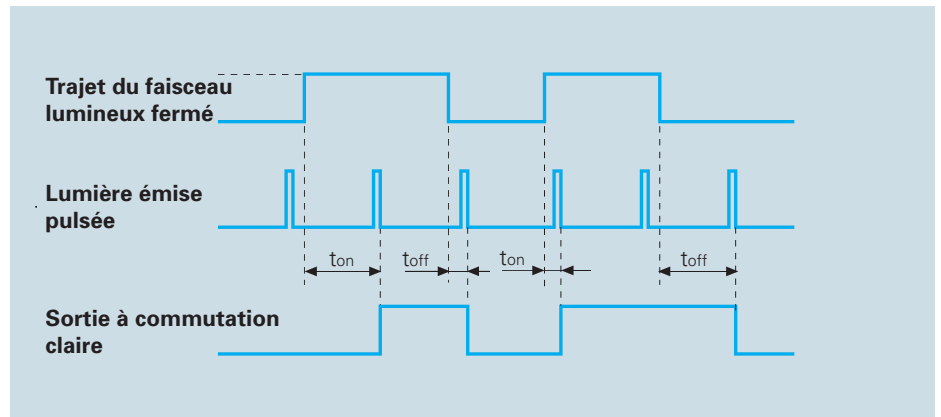 Trajet du faisceau
lumineux fermé
Lumière émise
pulsée
ton toff ton toff
Sortie à commutation
claire